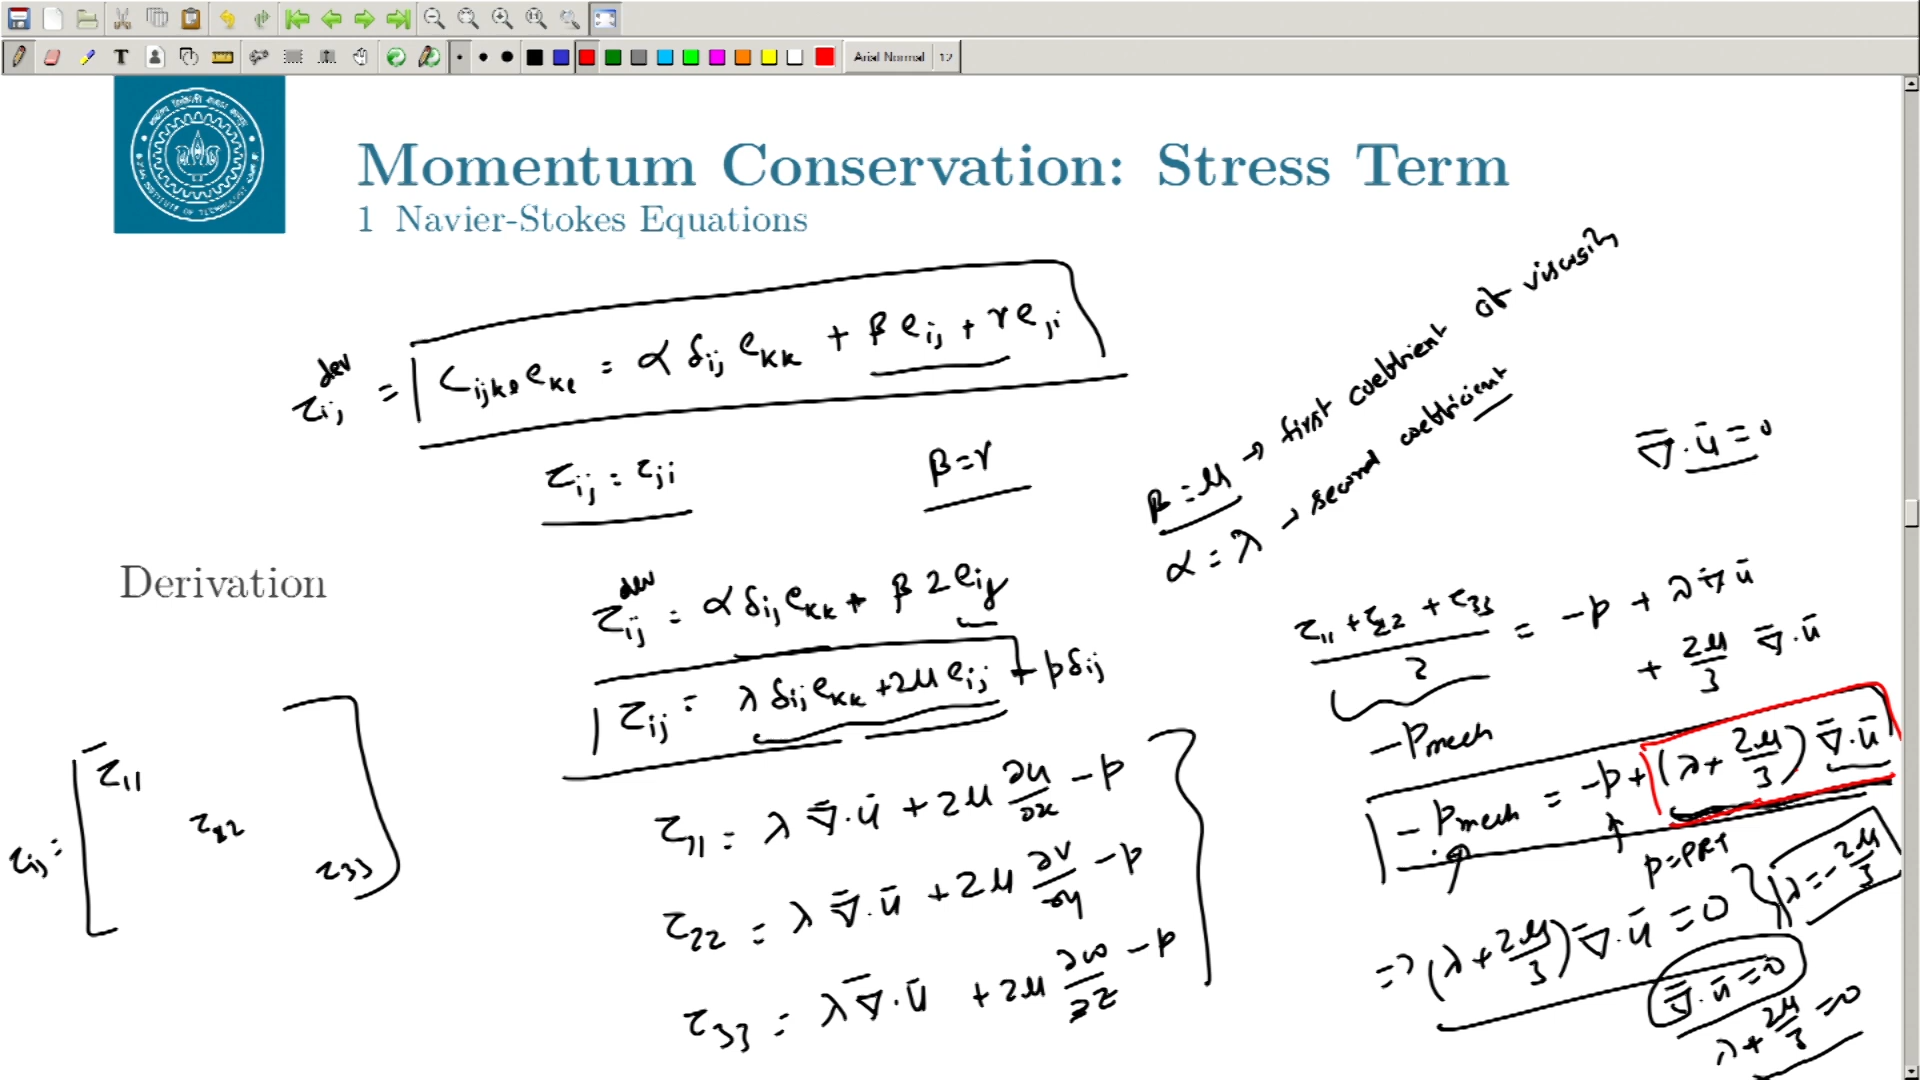 Arial Normal 12
Momentum Conservation: Stress Term
1 Navier-Stokes Equations
τ_ij^dev = C_ijkl e_kl = α δ_ij e_kk + β e_ij + γ e_ji
τ_ij = τ_ji
β = γ
β = μ → first coefficient of viscosity
α = λ → second coefficient
∇̄·ū = 0
Derivation
τ_ij^dev = α δ_ij e_kk + β 2 e_ij
τ_ij = λ δ_ij e_kk + 2μ e_ij - p δ_ij
τ_ij = [ τ_11 τ_22 τ_33 ]
τ_11 = λ ∇̄·ū + 2μ ∂u/∂x - p
τ_22 = λ ∇̄·ū + 2μ ∂v/∂y - p
τ_33 = λ ∇̄·ū + 2μ ∂w/∂z - p
(τ_11 + τ_22 + τ_33)/3 = -p + λ ∇̄·ū
+ 2μ/3 ∇̄·ū
-P_mech
-P_mech = -p + (λ + 2μ/3) ∇̄·ū
p = ρRT
λ = -2μ/3
=> (λ + 2μ/3) ∇̄·ū = 0
∇̄·ū = 0
λ + 2μ/3 = 0